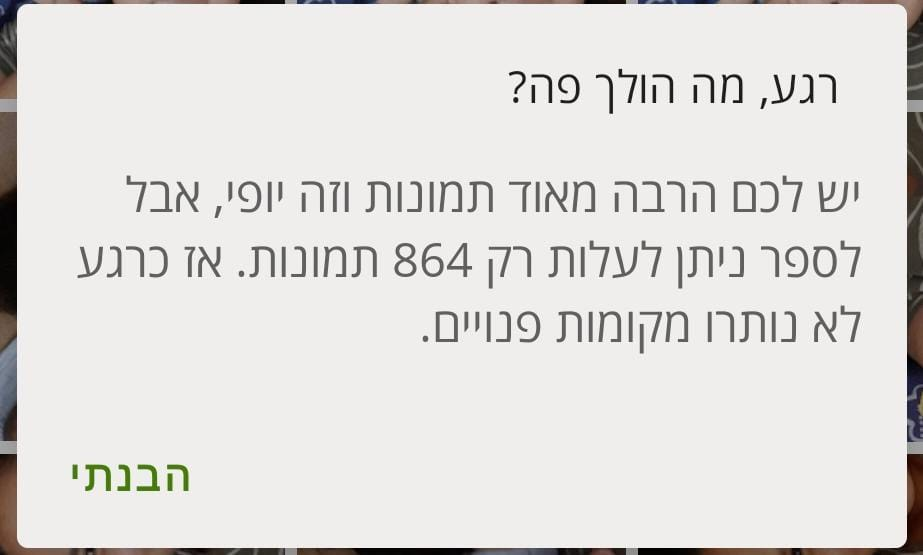 רגע, מה הולך פה?
יש לכם הרבה מאוד תמונות וזה יופי, אבל
לספר ניתן לעלות רק 864 תמונות. אז כרגע
לא נותרו מקומות פנויים.
הבנתי